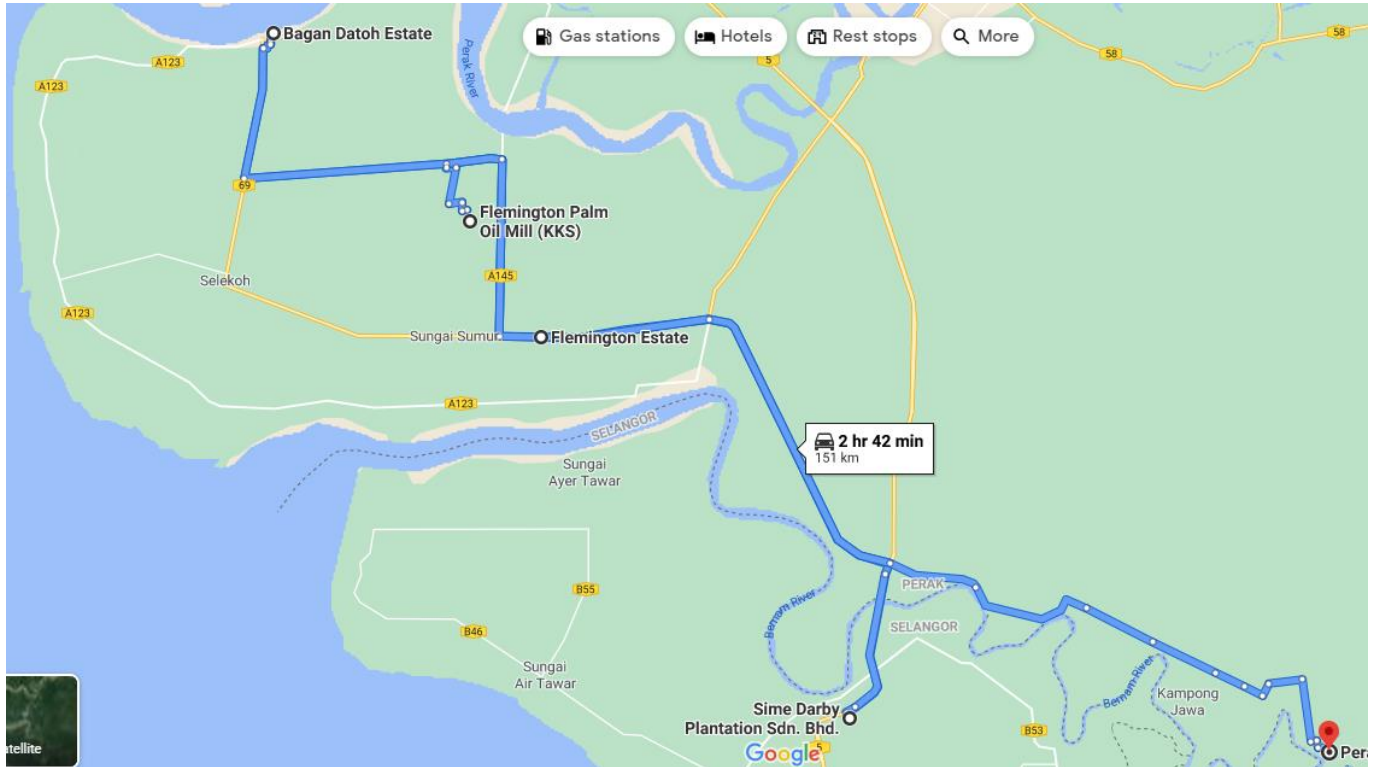 Bagan Datoh Estate
Gas stations
Hotels
Rest stops
More
58
58
5
A123
A123
Perak River
69
Flemington Palm
Oil Mill (KKS)
A145
Selekoh
A123
Sungai Sumun
Flemington Estate
A123
SELANGOR
2 hr 42 min
151 km
Sungai
Ayer Tawar
B55
PERAK
Bernam River
SELANGOR
B46
Sungai
Air Tawar
Bernam River
Kampong
Jawa
Sime Darby
Plantation Sdn. Bhd.
B53
Google
5
tellite
Pera